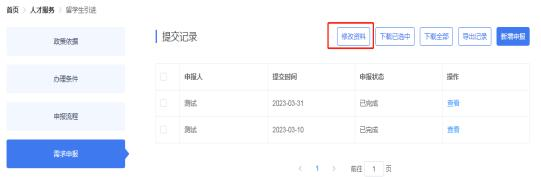 首页 > 人才服务 > 留学生引进
政策依据
办理条件
申报流程
需求申报
提交记录
修改资料 下载已选中 下载全部 导出记录 新增申报
申报人 提交时间 申报状态 操作
测试 2023-03-31 已完成 查看
测试 2023-03-10 已完成 查看
< 1 > 前往 1 页